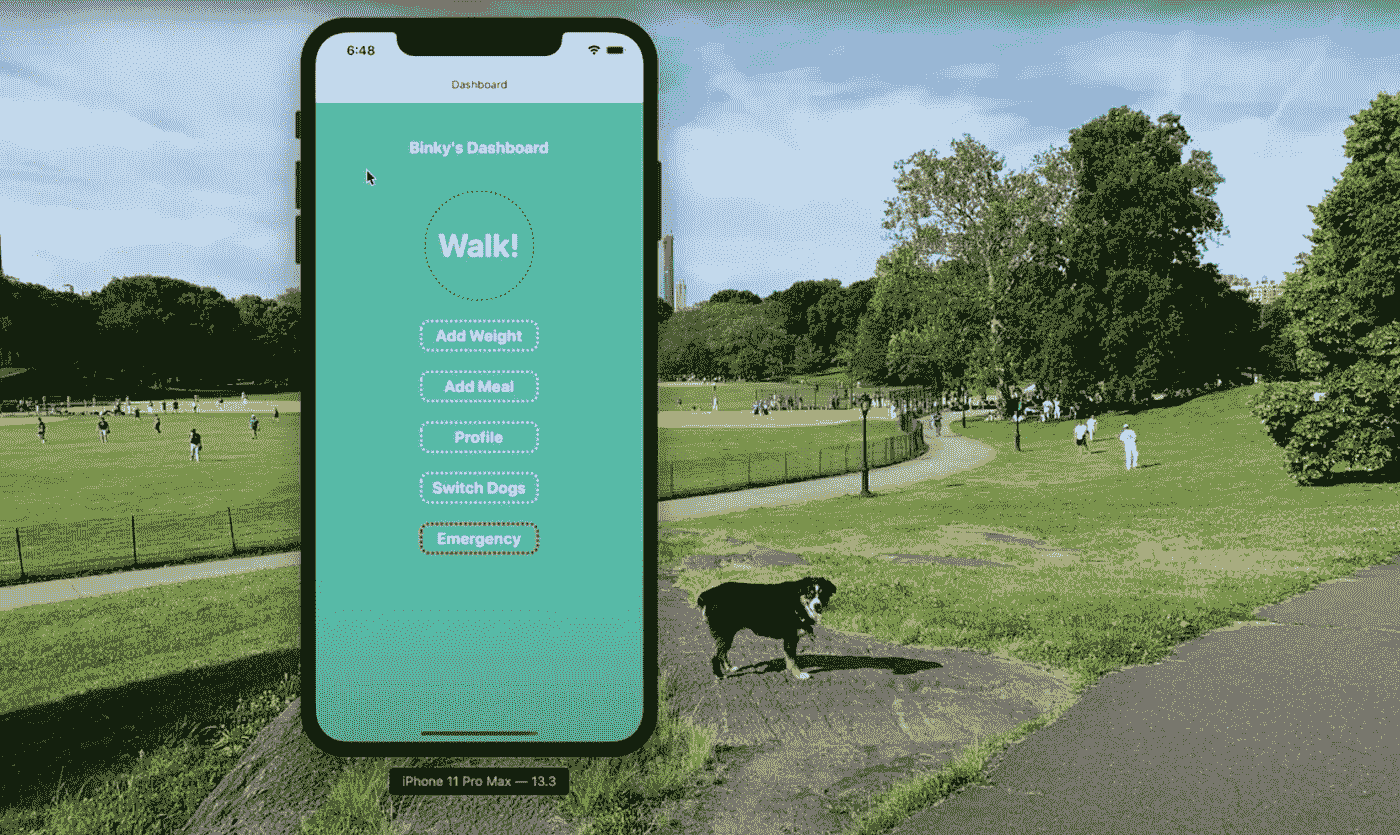 6:48
Dashboard
Binky's Dashboard
Walk!
Add Weight
Add Meal
Profile
Switch Dogs
Emergency
iPhone 11 Pro Max — 13.3